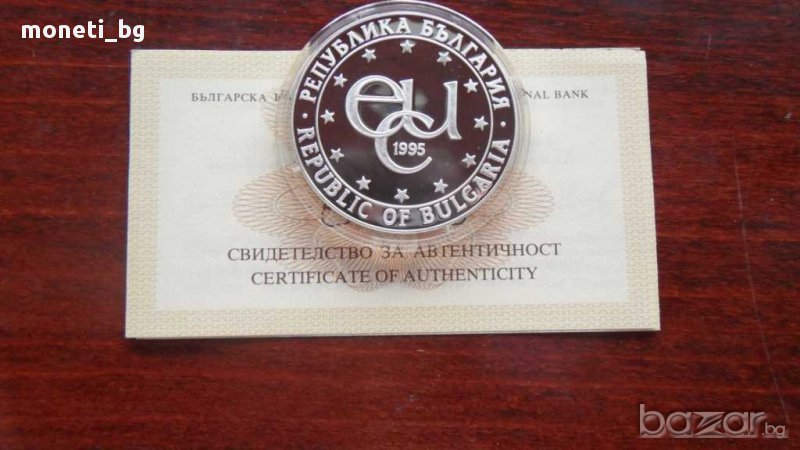 moneti_bg
БЪЛГАРСКА
NAL BANK
РЕПУБЛИКА БЪЛГАРИЯ
ecu
1995
REPUBLIC OF BULGARIA
СВИДЕТЕЛСТВО ЗА АВТЕНТИЧНОСТ
CERTIFICATE OF AUTHENTICITY
bazar.bg